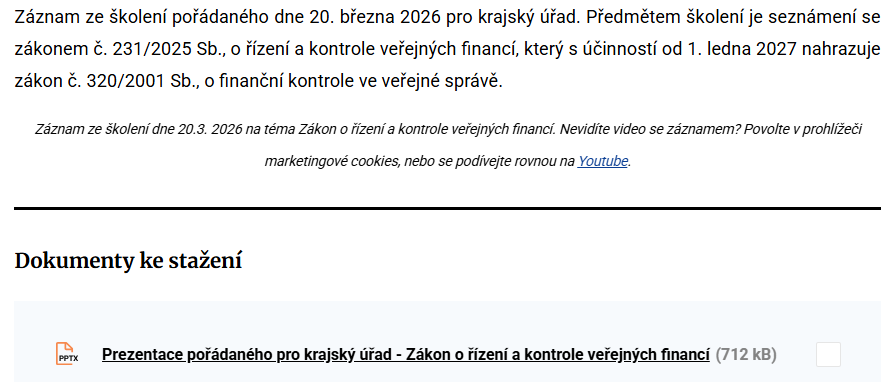 Záznam ze školení pořádaného dne 20. března 2026 pro krajský úřad. Předmětem školení je seznámení se
zákonem č. 231/2025 Sb., o řízení a kontrole veřejných financí, který s účinností od 1. ledna 2027 nahrazuje
zákon č. 320/2001 Sb., o finanční kontrole ve veřejné správě.
Záznam ze školení dne 20.3. 2026 na téma Zákon o řízení a kontrole veřejných financí. Nevidíte video se záznamem? Povolte v prohlížeči
marketingové cookies, nebo se podívejte rovnou na Youtube.
Dokumenty ke stažení
PPTX Prezentace pořádaného pro krajský úřad - Zákon o řízení a kontrole veřejných financí (712 kB)